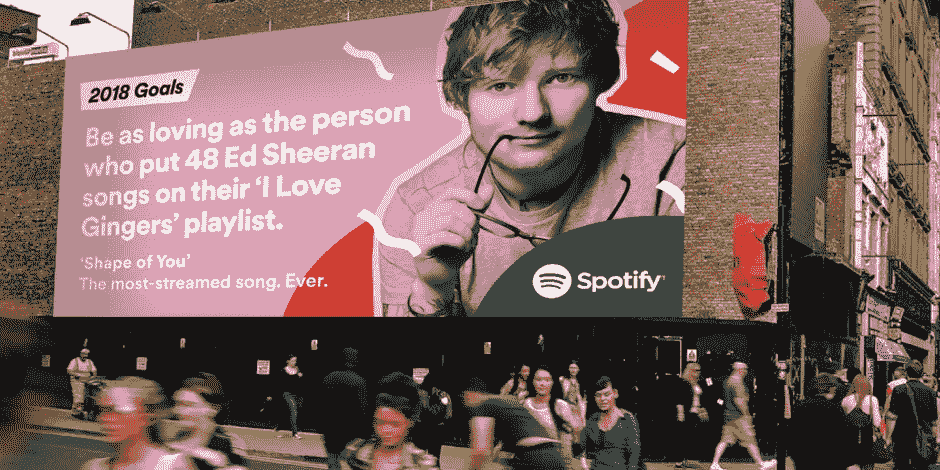 2018 Goals
Be as loving as the person
who put 48 Ed Sheeran
songs on their 'I Love
Gingers' playlist.
'Shape of You'
The most-streamed song. Ever.
Spotify